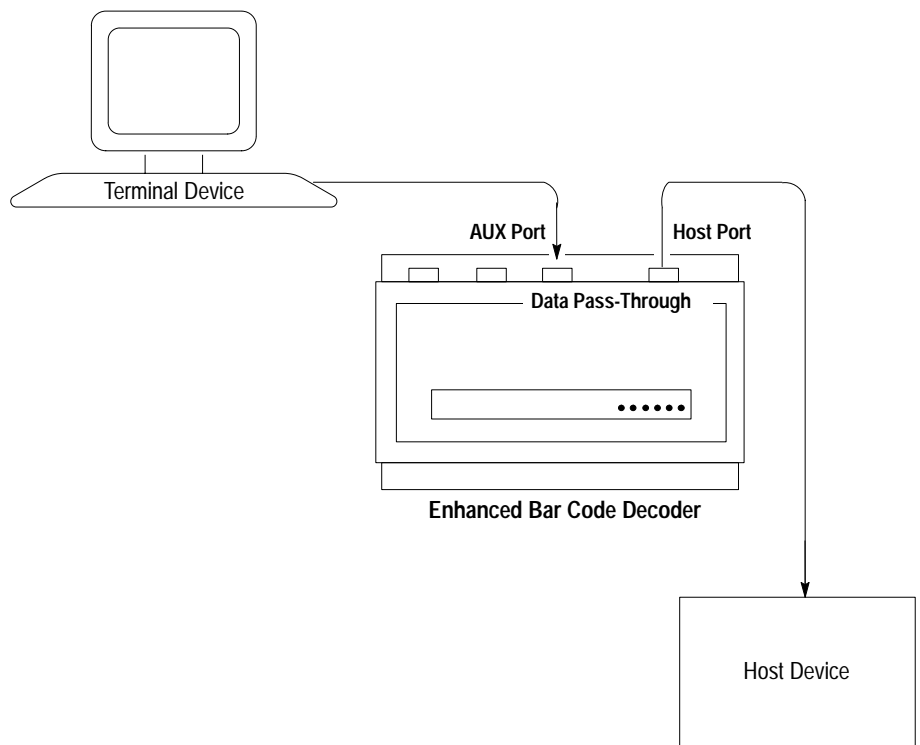 Terminal Device
AUX Port
Host Port
Data Pass-Through
Enhanced Bar Code Decoder
Host Device